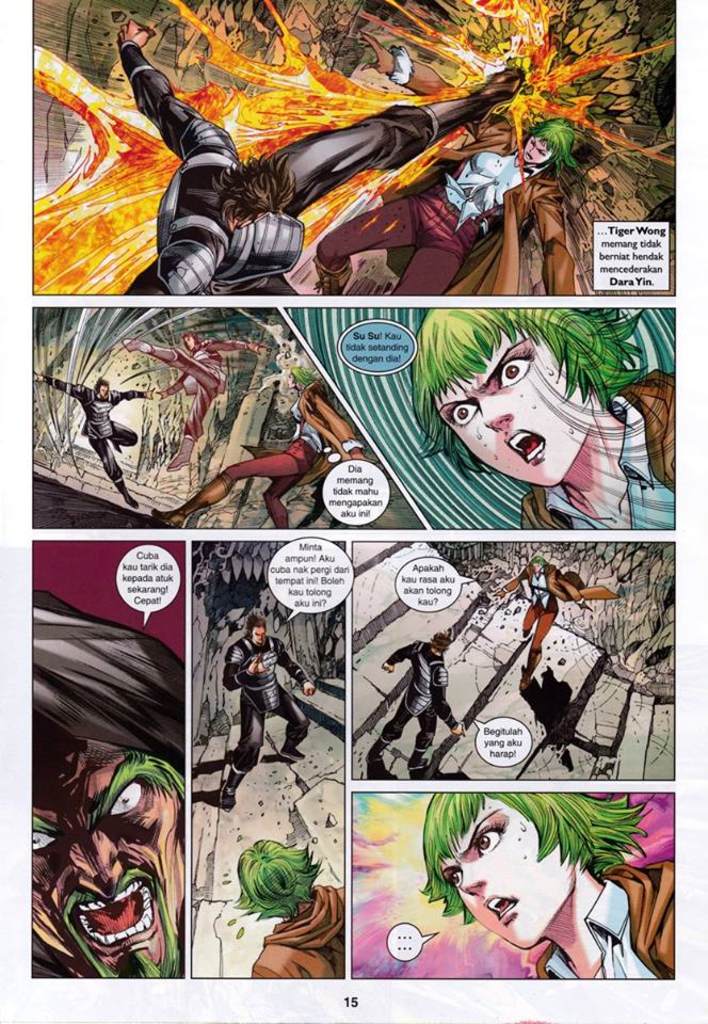 ...Tiger Wong
memang tidak
berniat hendak
mencederakan
Dara Yin.
Su Su! Kau
tidak setanding
dengan dia!
Dia
memang
tidak mahu
mengapakan
aku ini!
Cuba
kau tarik dia
kepada atuk
sekarang!
Cepat!
Minta
ampun! Aku
cuba nak pergi dari
tempat ini! Boleh
kau tolong
aku ini?
Apakah
kau rasa aku
akan tolong
kau?
Begitulah
yang aku
harap!
...
...
15